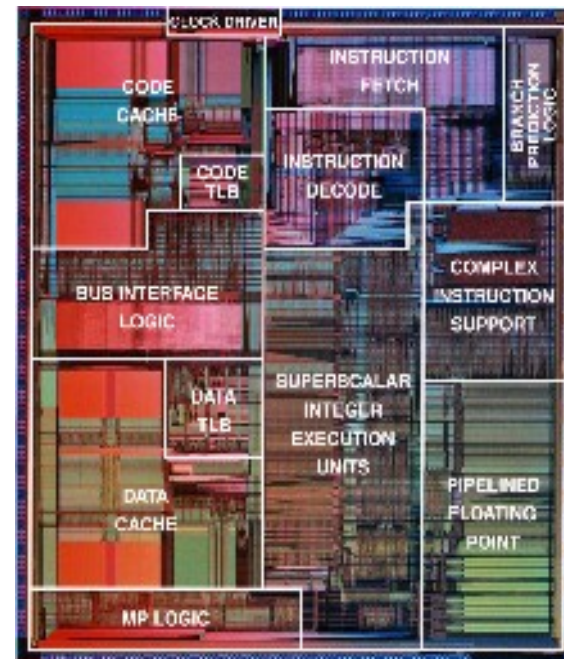 CLOCK DRIVER
CODE
CACHE
INSTRUCTION
FETCH
BRANCH
PREDICTION
LOGIC
CODE
TLB
INSTRUCTION
DECODE
BUS INTERFACE
LOGIC
COMPLEX
INSTRUCTION
SUPPORT
DATA
TLB
SUPERSCALAR
INTEGER
EXECUTION
UNITS
DATA
CACHE
PIPELINED
FLOATING
POINT
MP LOGIC